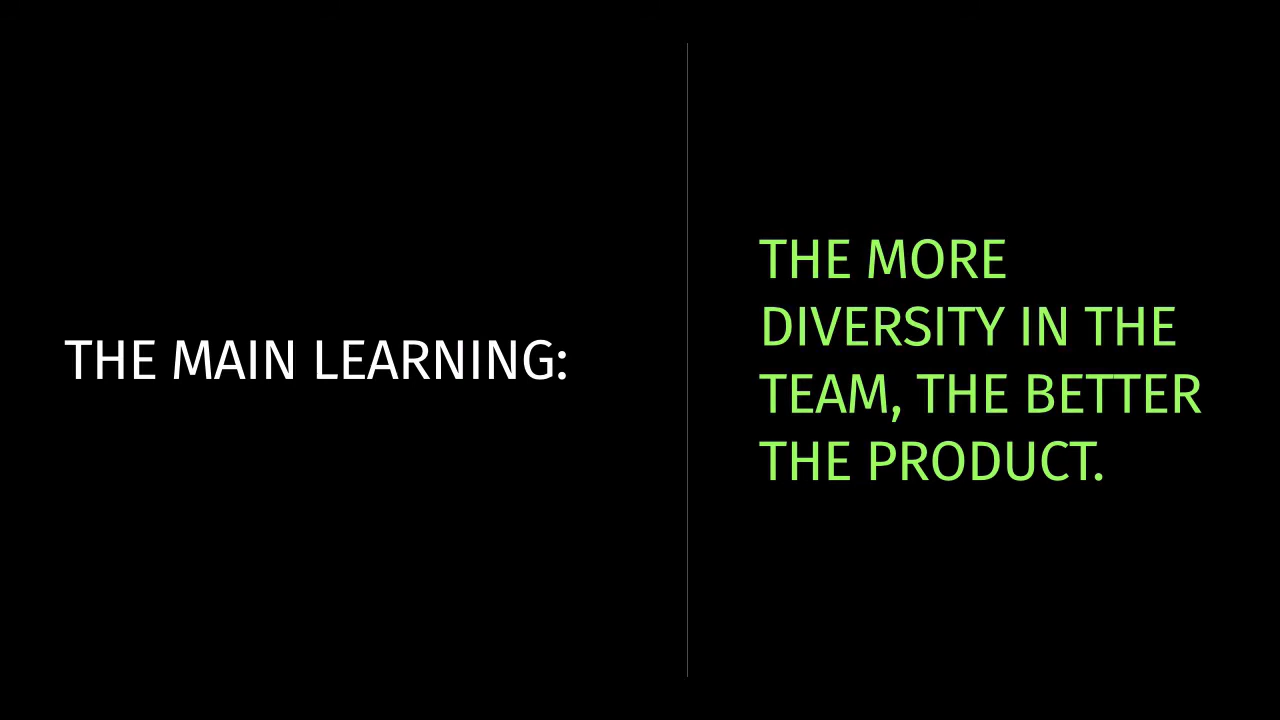 THE MAIN LEARNING:
THE MORE
DIVERSITY IN THE
TEAM, THE BETTER
THE PRODUCT.